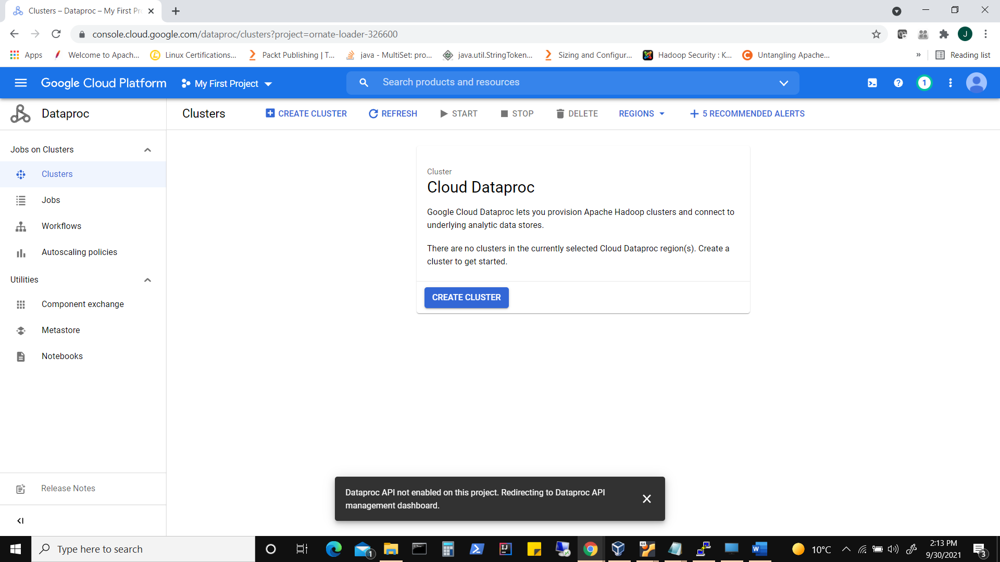 Clusters – Dataproc – My First Pr
console.cloud.google.com/dataproc/clusters?project=ornate-loader-326600
J
Apps
Welcome to Apach...
Linux Certifications...
Packt Publishing | T...
java - MultiSet: pro...
java.util.StringToken...
Sizing and Configur...
Hadoop Security : K...
Untangling Apache...
»
Reading list
Google Cloud Platform
My First Project
Search products and resources
1
Dataproc
Clusters
CREATE CLUSTER
REFRESH
START
STOP
DELETE
REGIONS
5 RECOMMENDED ALERTS
Jobs on Clusters
Clusters
Jobs
Workflows
Autoscaling policies
Utilities
Component exchange
Metastore
Notebooks
Release Notes
Cluster
Cloud Dataproc
Google Cloud Dataproc lets you provision Apache Hadoop clusters and connect to
underlying analytic data stores.
There are no clusters in the currently selected Cloud Dataproc region(s). Create a
cluster to get started.
CREATE CLUSTER
Dataproc API not enabled on this project. Redirecting to Dataproc API
management dashboard.
Type here to search
1
IJ
64
W
10°C
2:13 PM
9/30/2021
3